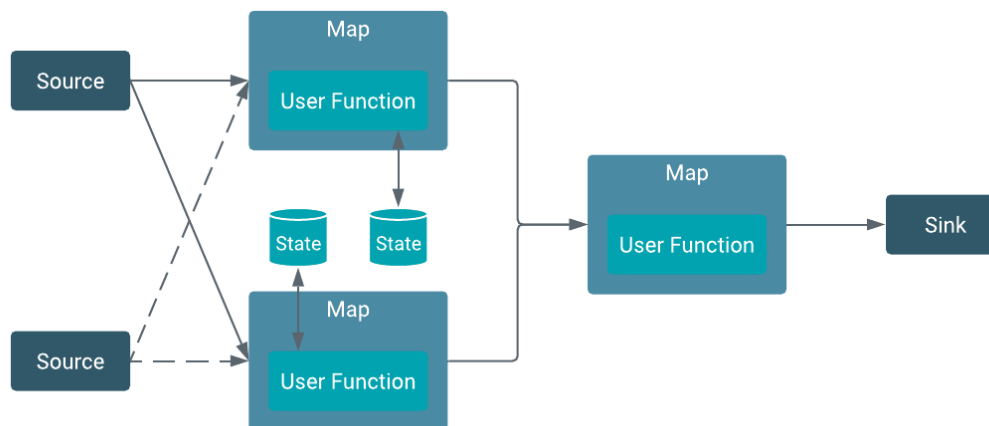 Map
Source
User Function
Map
State
State
Sink
User Function
Map
Source
User Function